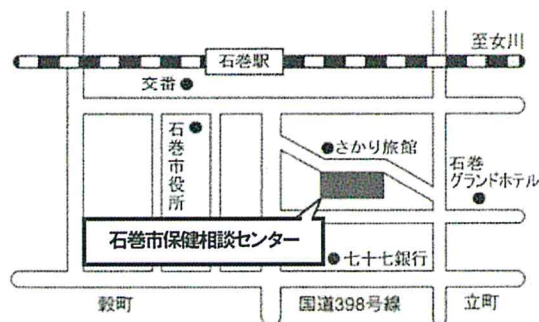 至女川
石巻駅
交番
石巻市役所
さかり旅館
石巻
グランドホテル
石巻市保健相談センター
七十七銀行
穀町
国道398号線
立町